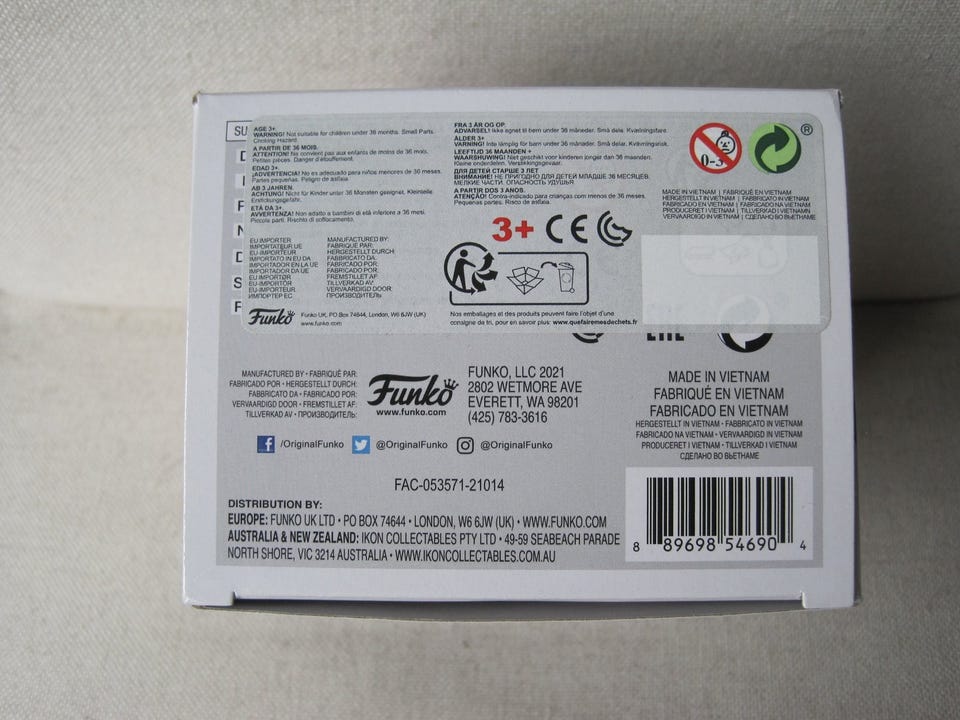 SU
AGE 3+.
WARNING! Not suitable for children under 36 months. Small Parts.
Choking Hazard.
A PARTIR DE 36 MOIS.
ATTENTION! Ne convient pas aux enfants de moins de 36 mois.
Petites pièces. Danger d'étouffement.
EDAD 3+.
¡ADVERTENCIA! No es adecuado para niños menores de 36 meses.
Partes pequeñas. Peligro de asfixia.
AB 3 JAHREN.
ACHTUNG! Nicht für Kinder unter 36 Monaten geeignet. Kleinteile
Erstickungsgefahr.
ETÀ DA 3+.
AVVERTENZA! Non adatto a bambini di età inferiore a 36 mesi.
Piccola parti. Rischio di soffocamento.
FRA 3 ÅR OG OP.
ADVARSEL! Ikke egnet til børn under 36 måneder. Små dele. Kvælningsfare.
ÅLDER 3+
VARNING! Inte lämplig för barn under 36 månader. Små delar. Kvävningsrisk.
LEEFTIJD 36 MAANDEN +
WAARSHUWING! Niet geschikt voor kinderen jonger dan 36 maanden.
Kleine onderdelen. Verstikkingsgevaar.
ДЛЯ ДЕТЕЙ СТАРШЕ 3 ЛЕТ
ВНИМАНИЕ! НЕ ПРИГОДНО ДЛЯ ДЕТЕЙ МЛАДШЕ 36 МЕСЯЦЕВ.
МЕЛКИЕ ЧАСТИ. ОПАСНОСТЬ УДУШЬЯ
A PARTIR DOS 3 ANOS.
ATENÇÃO! Contra-indicado para crianças com menos de 36 meses.
Pequenas partes. Risco de asfixia.
0-3
®
MADE IN VIETNAM | FABRIQUÉ EN VIETNAM
HERGESTELLT IN VIETNAM | FABBRICATO IN VIETNAM
FABRICADO EN VIETNAM | FABRICADO NA VIETNAM
PRODUCERET I VIETNAM | TILLVERKAD I VIETNAMN
VERVAARDIGD IN VIETNAM | СДЕЛАНО ВО ВЬЕТНАМЕ
3+ CE
EU IMPORTER
IMPORTATEUR UE
EU-IMPORTEUR
IMPORTATO IN EU DA
IMPORTADOR EN LA UE
IMPORTADOR DA UE
EU IMPORTØR
EU IMPORTÖR
EU-IMPORTEUR.
ИМПОРТЕР ЕС
MANUFACTURED BY:
FABRIQUÉ PAR:
HERGESTELLT DURCH:
FABBRICATO DA:
FABRICADO POR:
FABRICADO POR:
FREMSTILLET AF
TILLVERKAD AV:
VERVAARDIGD DOOR:
ПРОИЗВОДИТЕЛЬ
Funko
Funko UK, PO.Box 74644, London, W6 6JW (UK)
www.funko.com
Nos emballages et des produits peuvent faire l'objet d'une
consigne de tri, pour en savoir plus: www.quefairemesdechets.fr
EAC
MANUFACTURED BY • FABRIQUÉ PAR:
FABRICADO POR • HERGESTELLT DURCH:
FABBRICATO DA • FABRICADO POR:
VERVAARDIGD DOOR • FREMSTILLET AF:
TILLVERKAD AV • ПРОИЗВОДИТЕЛЬ:
Funko
www.funko.com
FUNKO, LLC 2021
2802 WETMORE AVE
EVERETT, WA 98201
(425) 783-3616
MADE IN VIETNAM
FABRIQUÉ EN VIETNAM
FABRICADO EN VIETNAM
HERGESTELLT IN VIETNAM • FABBRICATO IN VIETNAM
FABRICADO NA VIETNAM • VERVAARDIGD IN VIETNAM
PRODUCERET I VIETNAM • TILLVERKAD I VIETNAM
СДЕЛАНО ВО ВЬЕТНАМЕ
/OriginalFunko @OriginalFunko @OriginalFunko
FAC-053571-21014
DISTRIBUTION BY:
EUROPE: FUNKO UK LTD • PO BOX 74644 • LONDON, W6 6JW (UK) • WWW.FUNKO.COM
AUSTRALIA & NEW ZEALAND: IKON COLLECTABLES PTY LTD • 49-59 SEABEACH PARADE
NORTH SHORE, VIC 3214 AUSTRALIA • WWW.IKONCOLLECTABLES.COM.AU
8 89698 54690 4